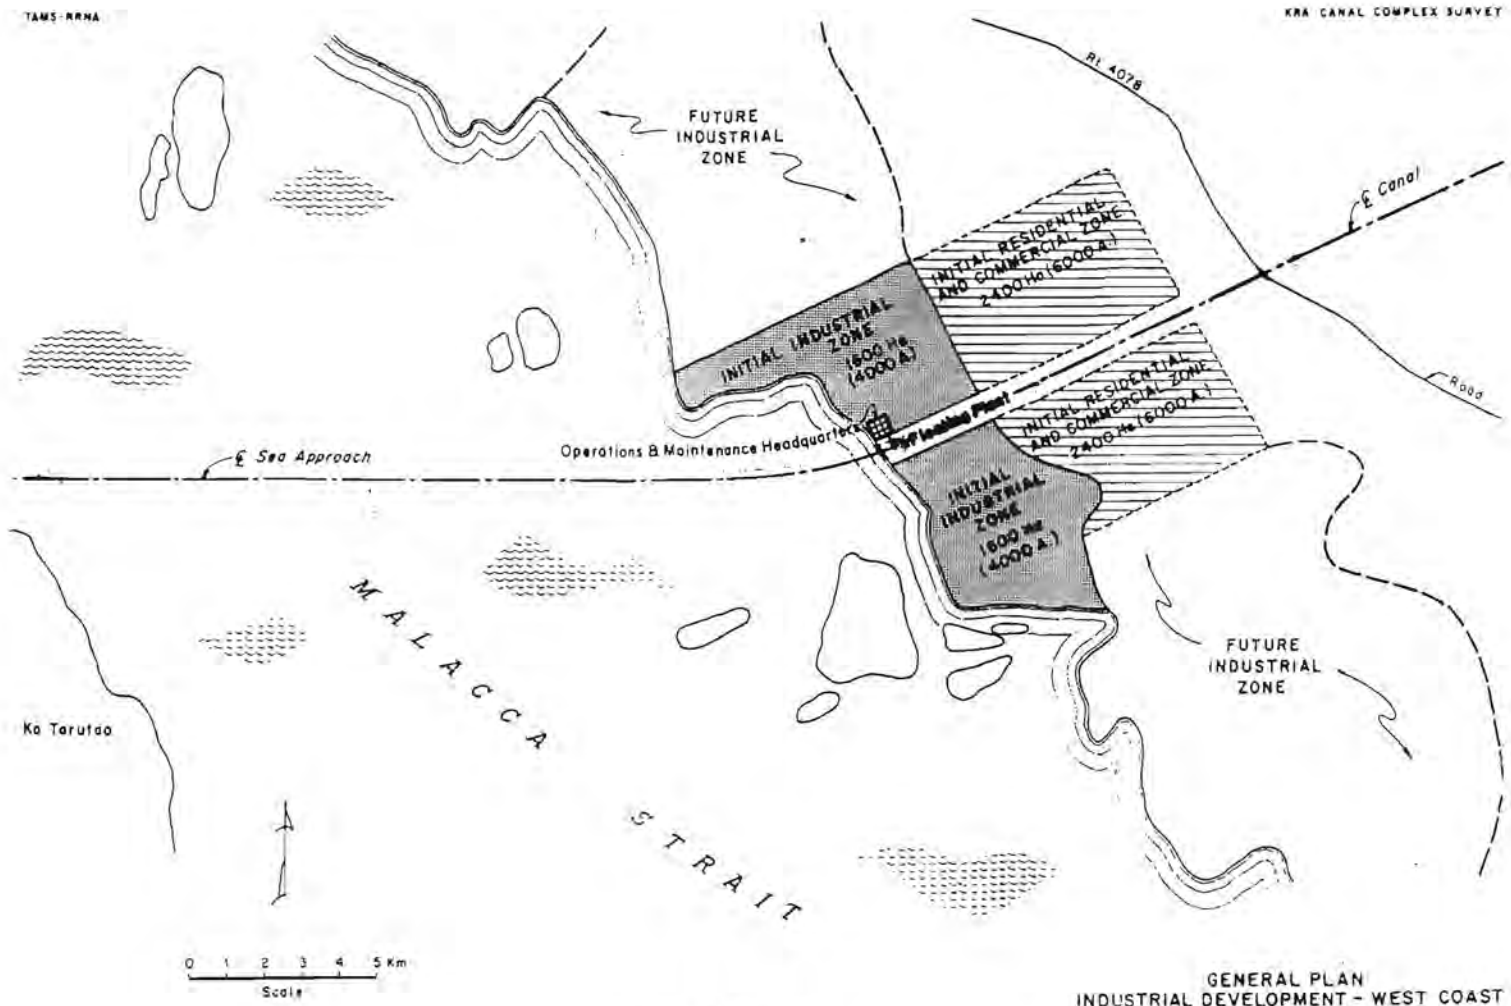 TAMS-RRNA
KRA CANAL COMPLEX SURVEY
Rt. 4078
FUTURE
INDUSTRIAL
ZONE
℄ Canal
INITIAL RESIDENTIAL
AND COMMERCIAL ZONE
2400 Ha (6000 A.)
INITIAL INDUSTRIAL
ZONE
1600 Ha
(4000 A.)
INITIAL RESIDENTIAL
AND COMMERCIAL ZONE
2400 Ha (6000 A.)
Road
Operations & Maintenance Headquarters
Floating Plant
℄ Sea Approach
INITIAL
INDUSTRIAL
ZONE
1600 Ha
(4000 A.)
MALACCA
STRAIT
FUTURE
INDUSTRIAL
ZONE
Ko Tarutao
0 1 2 3 4 5 Km
Scale
GENERAL PLAN
INDUSTRIAL DEVELOPMENT - WEST COAST